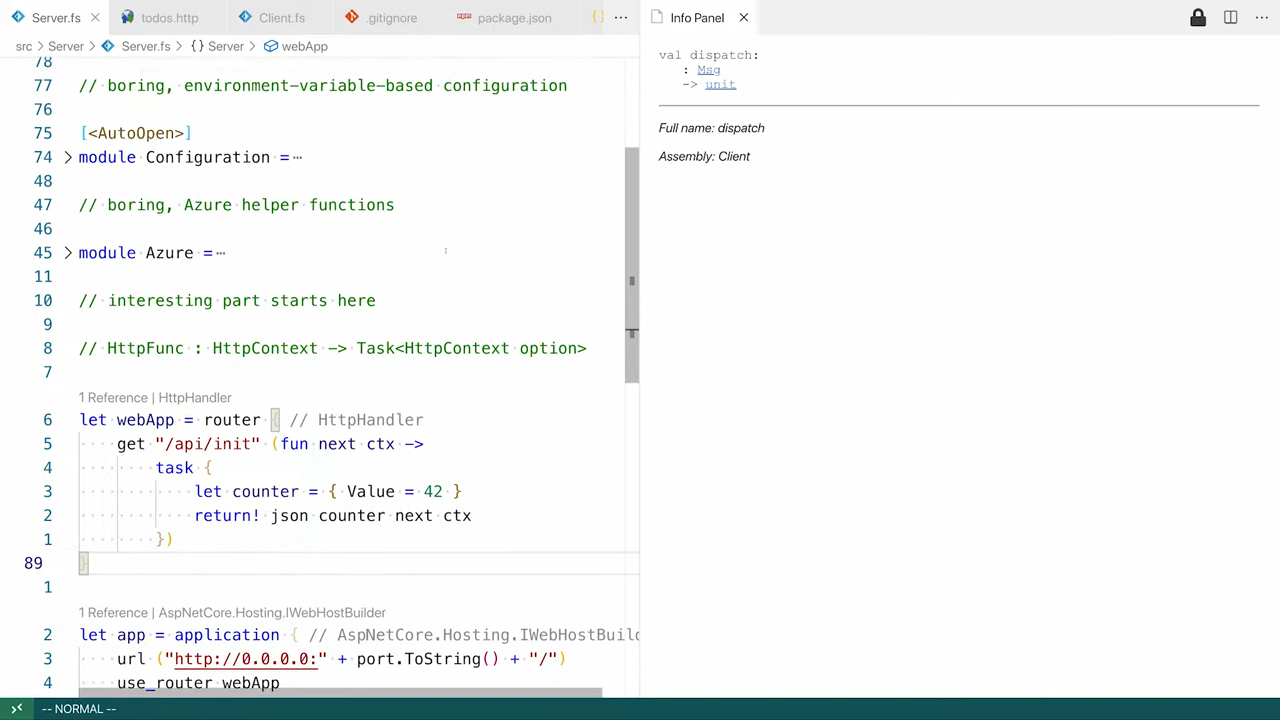 Server.fs
todos.http
Client.fs
.gitignore
package.json
{}
src > Server > Server.fs > {} Server > webApp
78
77 // boring, environment-variable-based configuration
76
75 [<AutoOpen>]
74 module Configuration =
48
47 // boring, Azure helper functions
46
45 module Azure =
11
10 // interesting part starts here
9
8 // HttpFunc : HttpContext -> Task<HttpContext option>
7
1 Reference | HttpHandler
6 let webApp = router { // HttpHandler
5 get "/api/init" (fun next ctx ->
4 task {
3 let counter = { Value = 42 }
2 return! json counter next ctx
1 })
89 }
1
1 Reference | AspNetCore.Hosting.IWebHostBuilder
2 let app = application { // AspNetCore.Hosting.IWebHostBuild
3 url ("http://0.0.0.0:" + port.ToString() + "/")
4 use_router webApp
-- NORMAL --
Info Panel
val dispatch:
: Msg
-> unit
Full name: dispatch
Assembly: Client